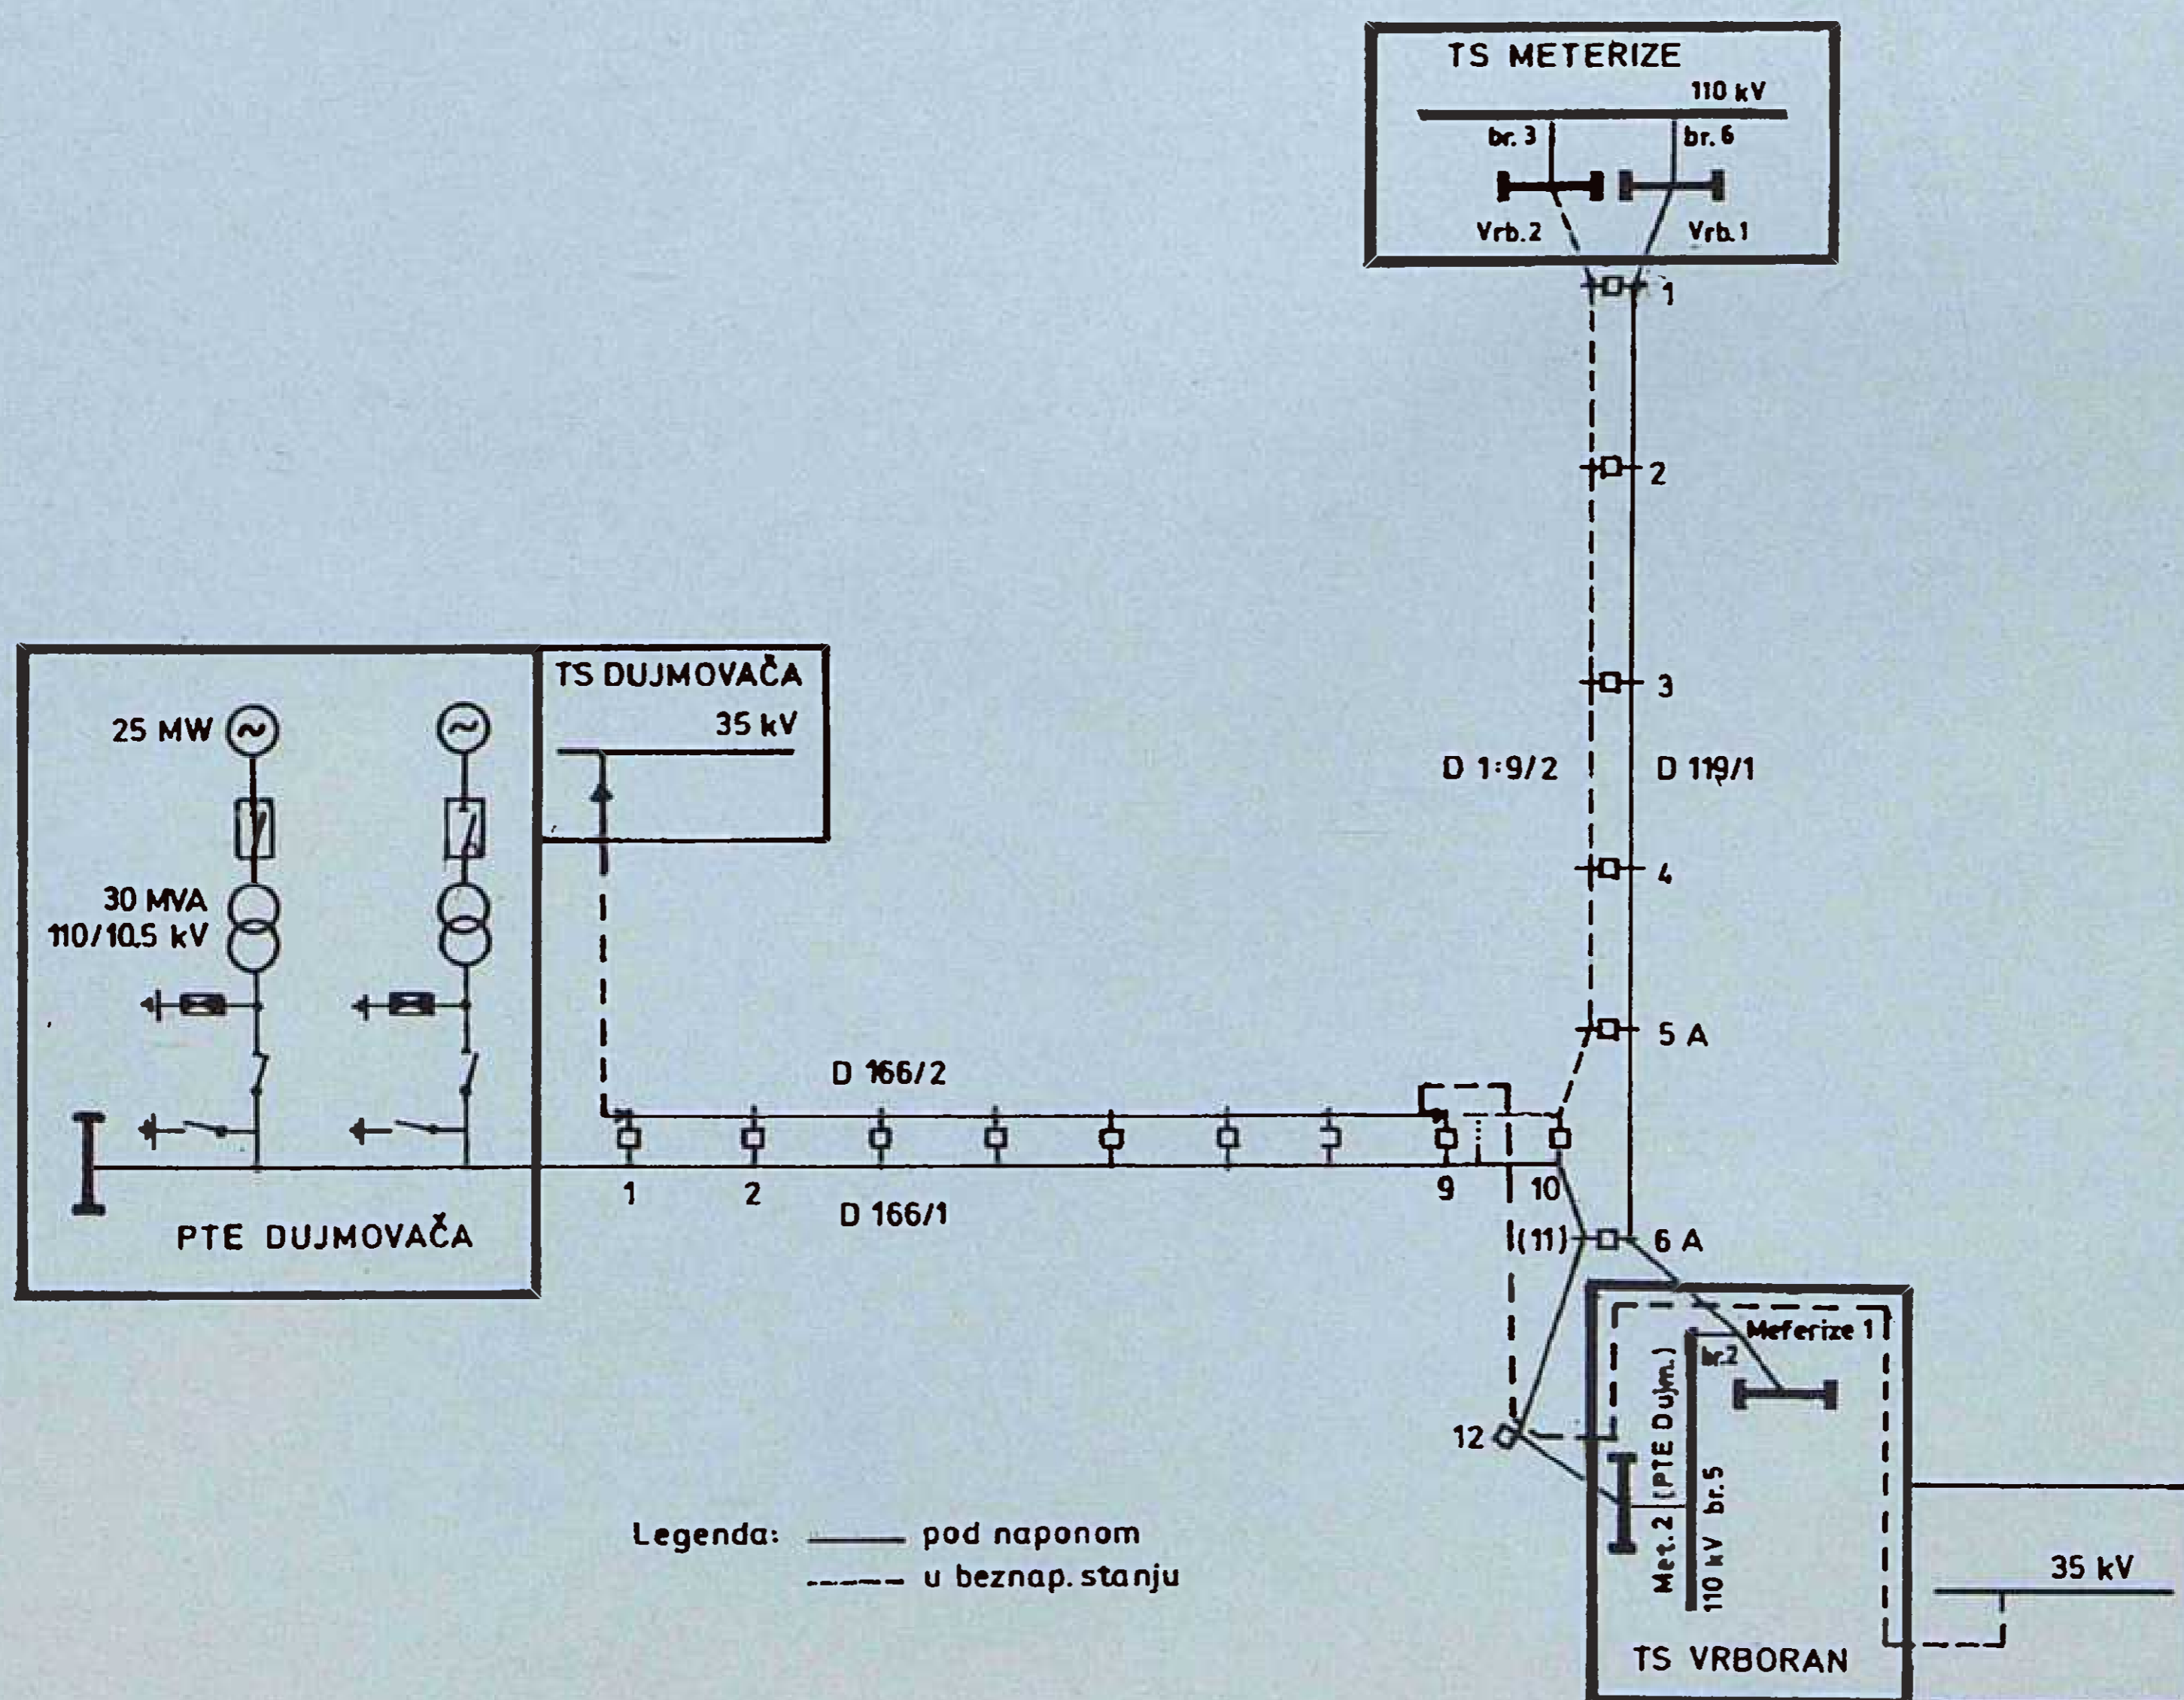 TS METERIZE
110 kV
br. 3
br. 6
Vrb.2
Vrb.1
1
2
3
D 1:9/2
D 119/1
4
5 A
TS DUJMOVAČA
35 kV
25 MW
30 MVA
110/10.5 kV
PTE DUJMOVAČA
D 166/2
1
2
D 166/1
9
10
(11)
6 A
12
Meferize 1
br.2
Met.2 (PTE Dujm.)
110 kV br.5
TS VRBORAN
35 kV
Legenda:
pod naponom
u beznap. stanju